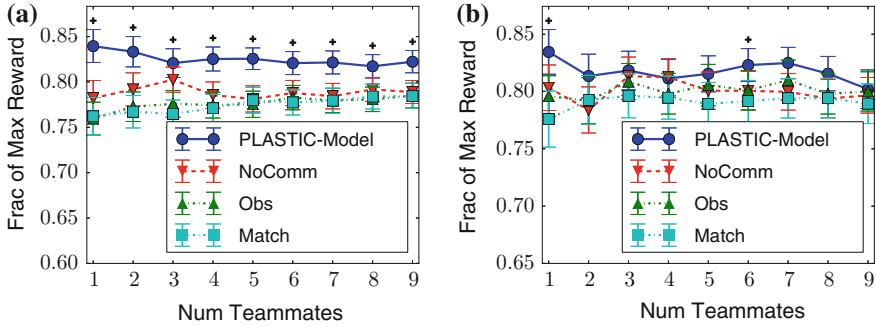 (a)
Frac of Max Reward
0.85
0.80
0.75
0.70
0.65
0.60
PLASTIC-Model
NoComm
Obs
Match
1 2 3 4 5 6 7 8 9
Num Teammates
(b)
Frac of Max Reward
0.85
0.80
0.75
0.70
0.65
PLASTIC-Model
NoComm
Obs
Match
1 2 3 4 5 6 7 8 9
Num Teammates